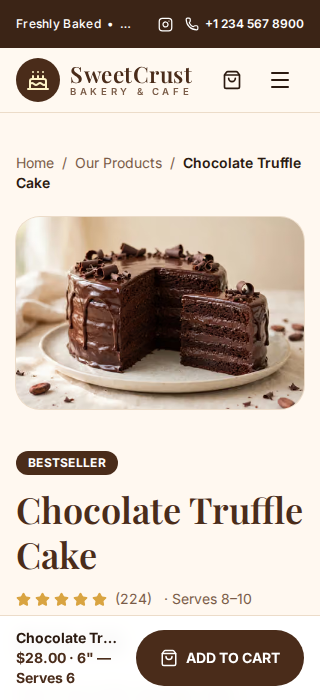 Freshly Baked • ...
+1 234 567 8900
SweetCrust
BAKERY & CAFE
Home / Our Products / Chocolate Truffle
Cake
BESTSELLER
Chocolate Truffle
Cake
(224) · Serves 8–10
Chocolate Tr...
$28.00 · 6" —
Serves 6
ADD TO CART